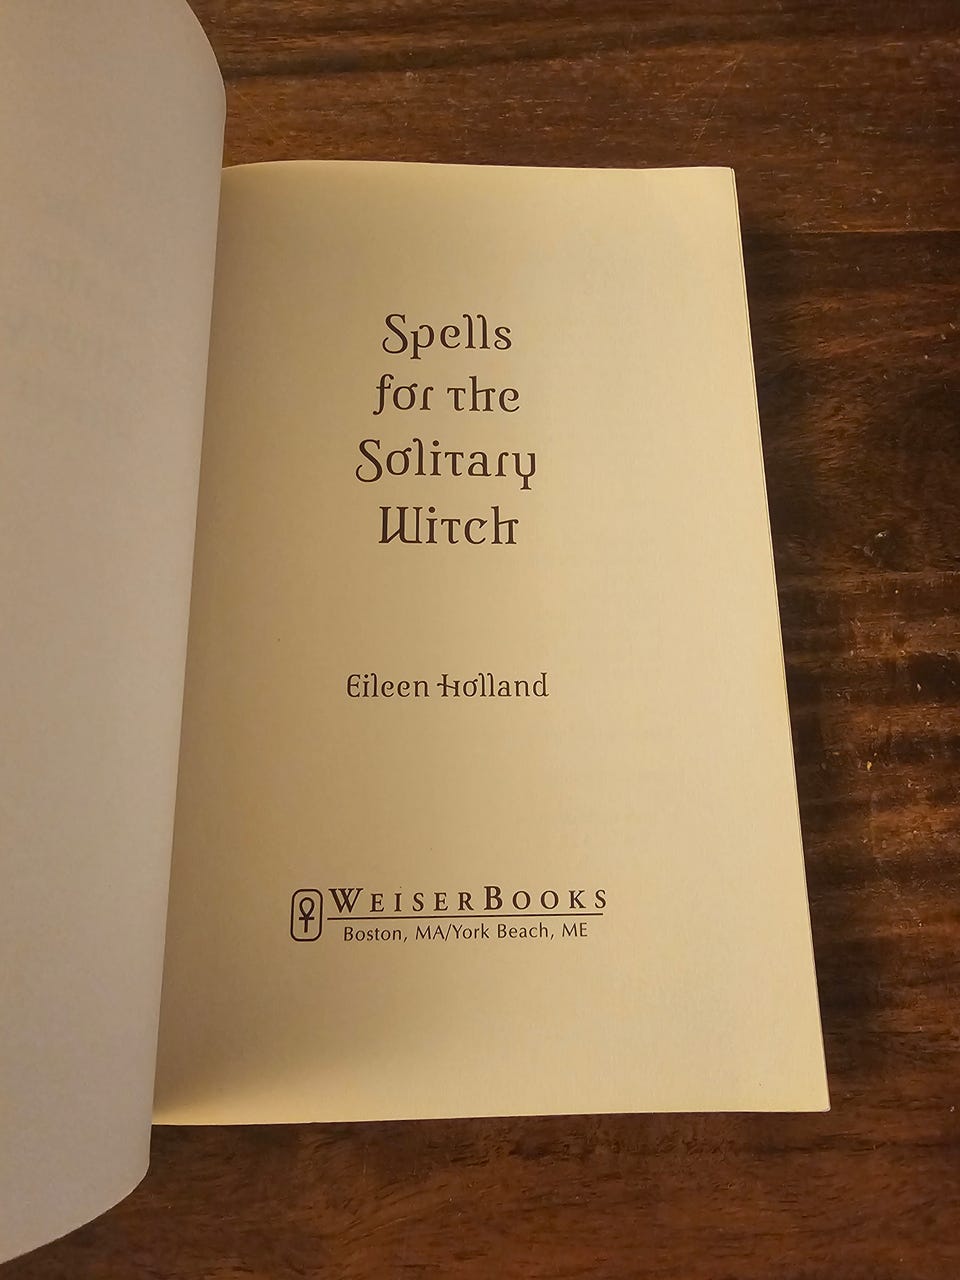 Spells
for the
Solitary
Witch
Eileen Holland
WEISERBOOKS
Boston, MA/York Beach, ME